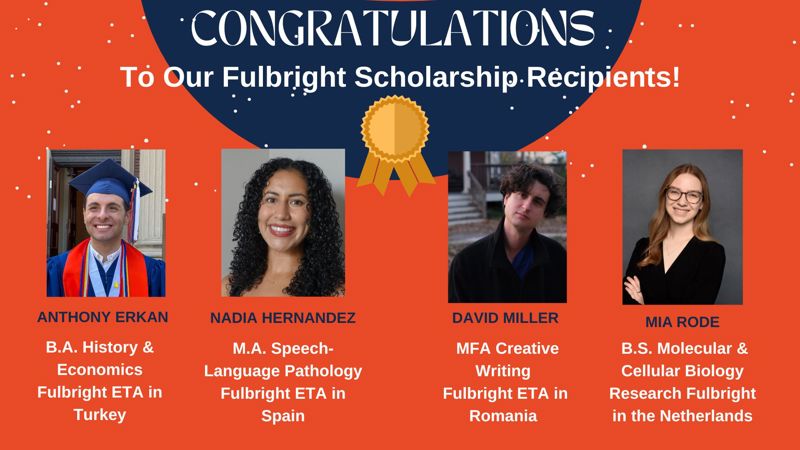 CONGRATULATIONS
To Our Fulbright Scholarship Recipients!
ANTHONY ERKAN
B.A. History &
Economics
Fulbright ETA in
Turkey
NADIA HERNANDEZ
M.A. Speech-
Language Pathology
Fulbright ETA in
Spain
DAVID MILLER
MFA Creative
Writing
Fulbright ETA in
Romania
MIA RODE
B.S. Molecular &
Cellular Biology
Research Fulbright
in the Netherlands